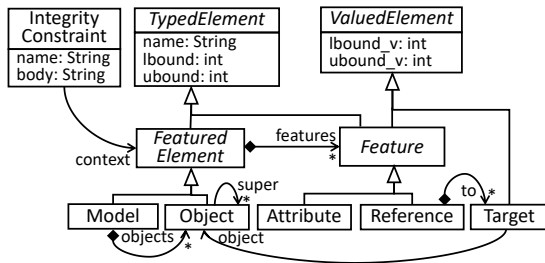 Integrity
Constraint
name: String
body: String
TypedElement
name: String
lbound: int
ubound: int
ValuedElement
lbound_v: int
ubound_v: int
context
Featured
Element
features
*
Feature
super
*
to
*
Model
Object
Attribute
Reference
Target
objects
*
object